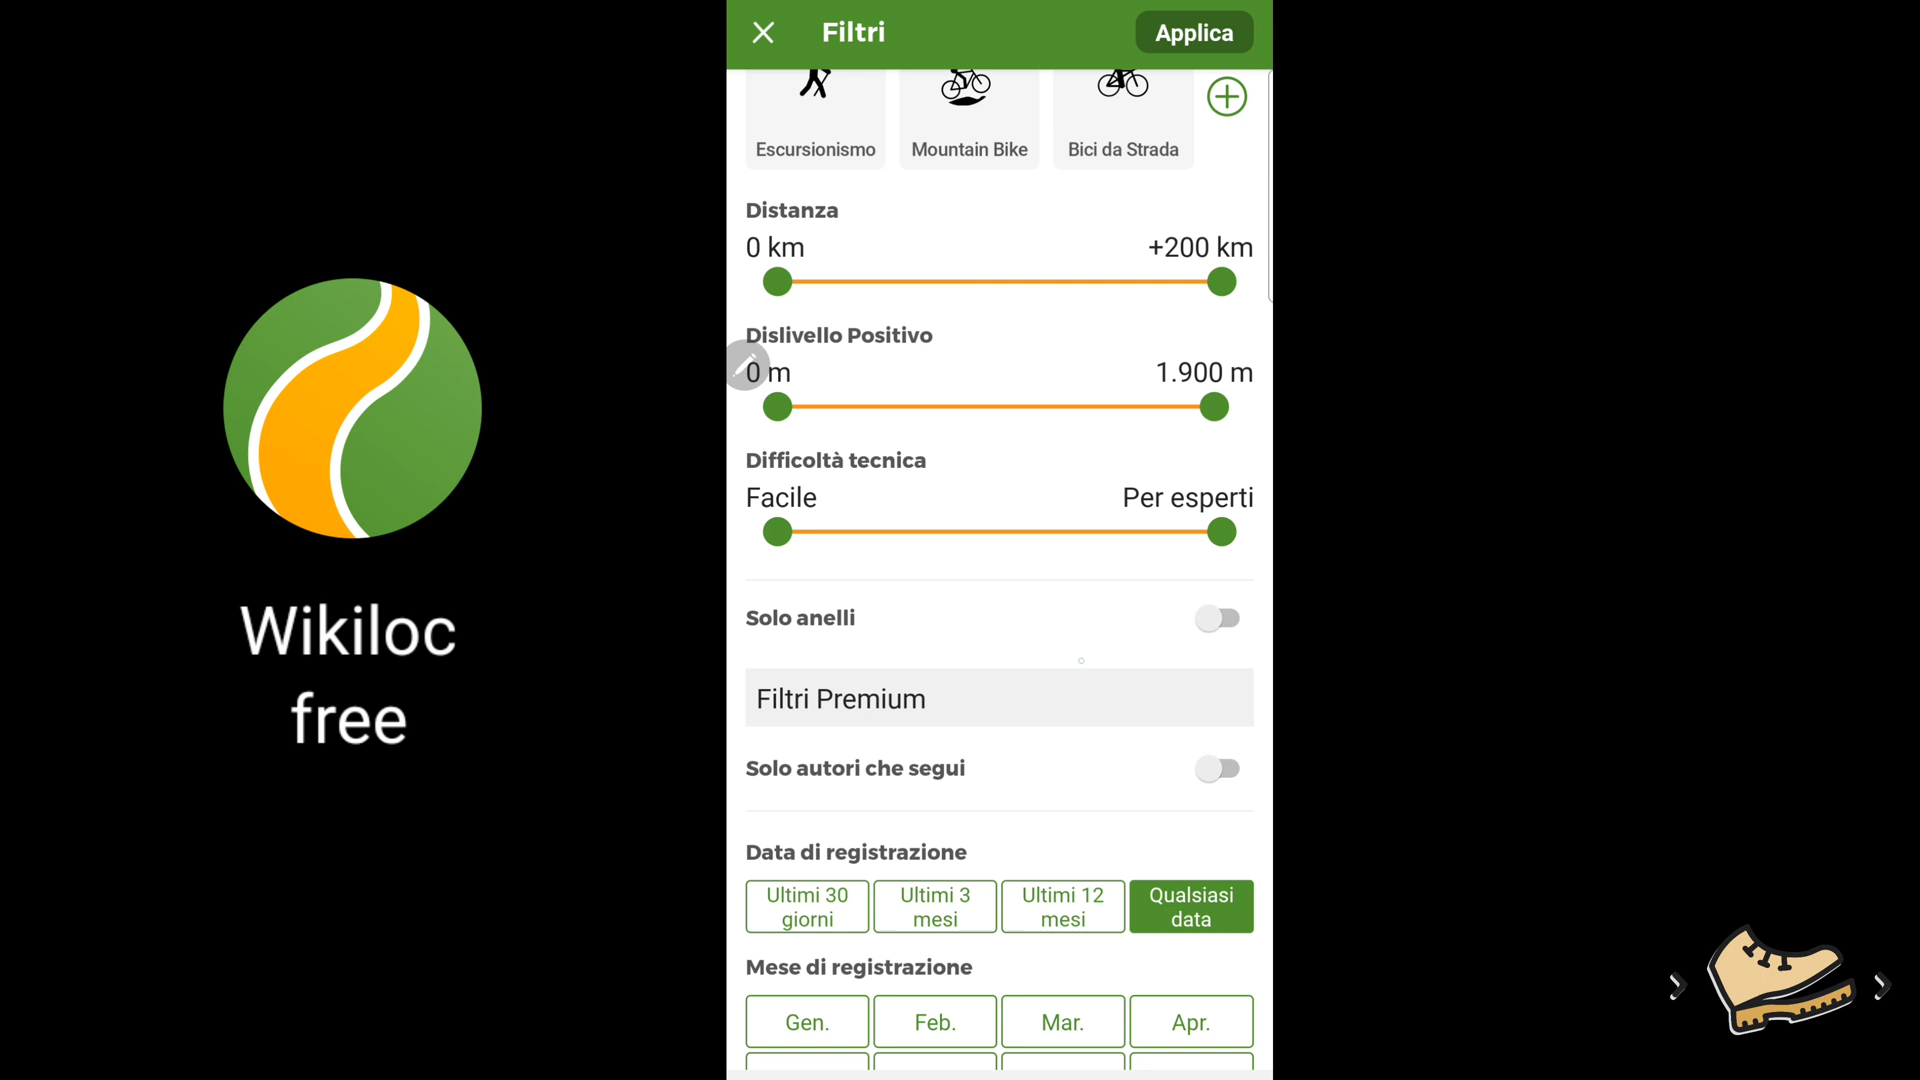 Filtri
Applica
Escursionismo
Mountain Bike
Bici da Strada
Distanza
0 km
+200 km
Dislivello Positivo
0 m
1.900 m
Difficoltà tecnica
Facile
Per esperti
Solo anelli
Filtri Premium
Solo autori che segui
Data di registrazione
Ultimi 30
giorni
Ultimi 3
mesi
Ultimi 12
mesi
Qualsiasi
data
Mese di registrazione
Gen.
Feb.
Mar.
Apr.
Wikiloc
free